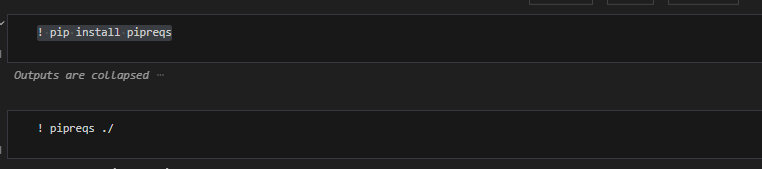 ! pip install pipreqs
Outputs are collapsed ···
! pipreqs ./